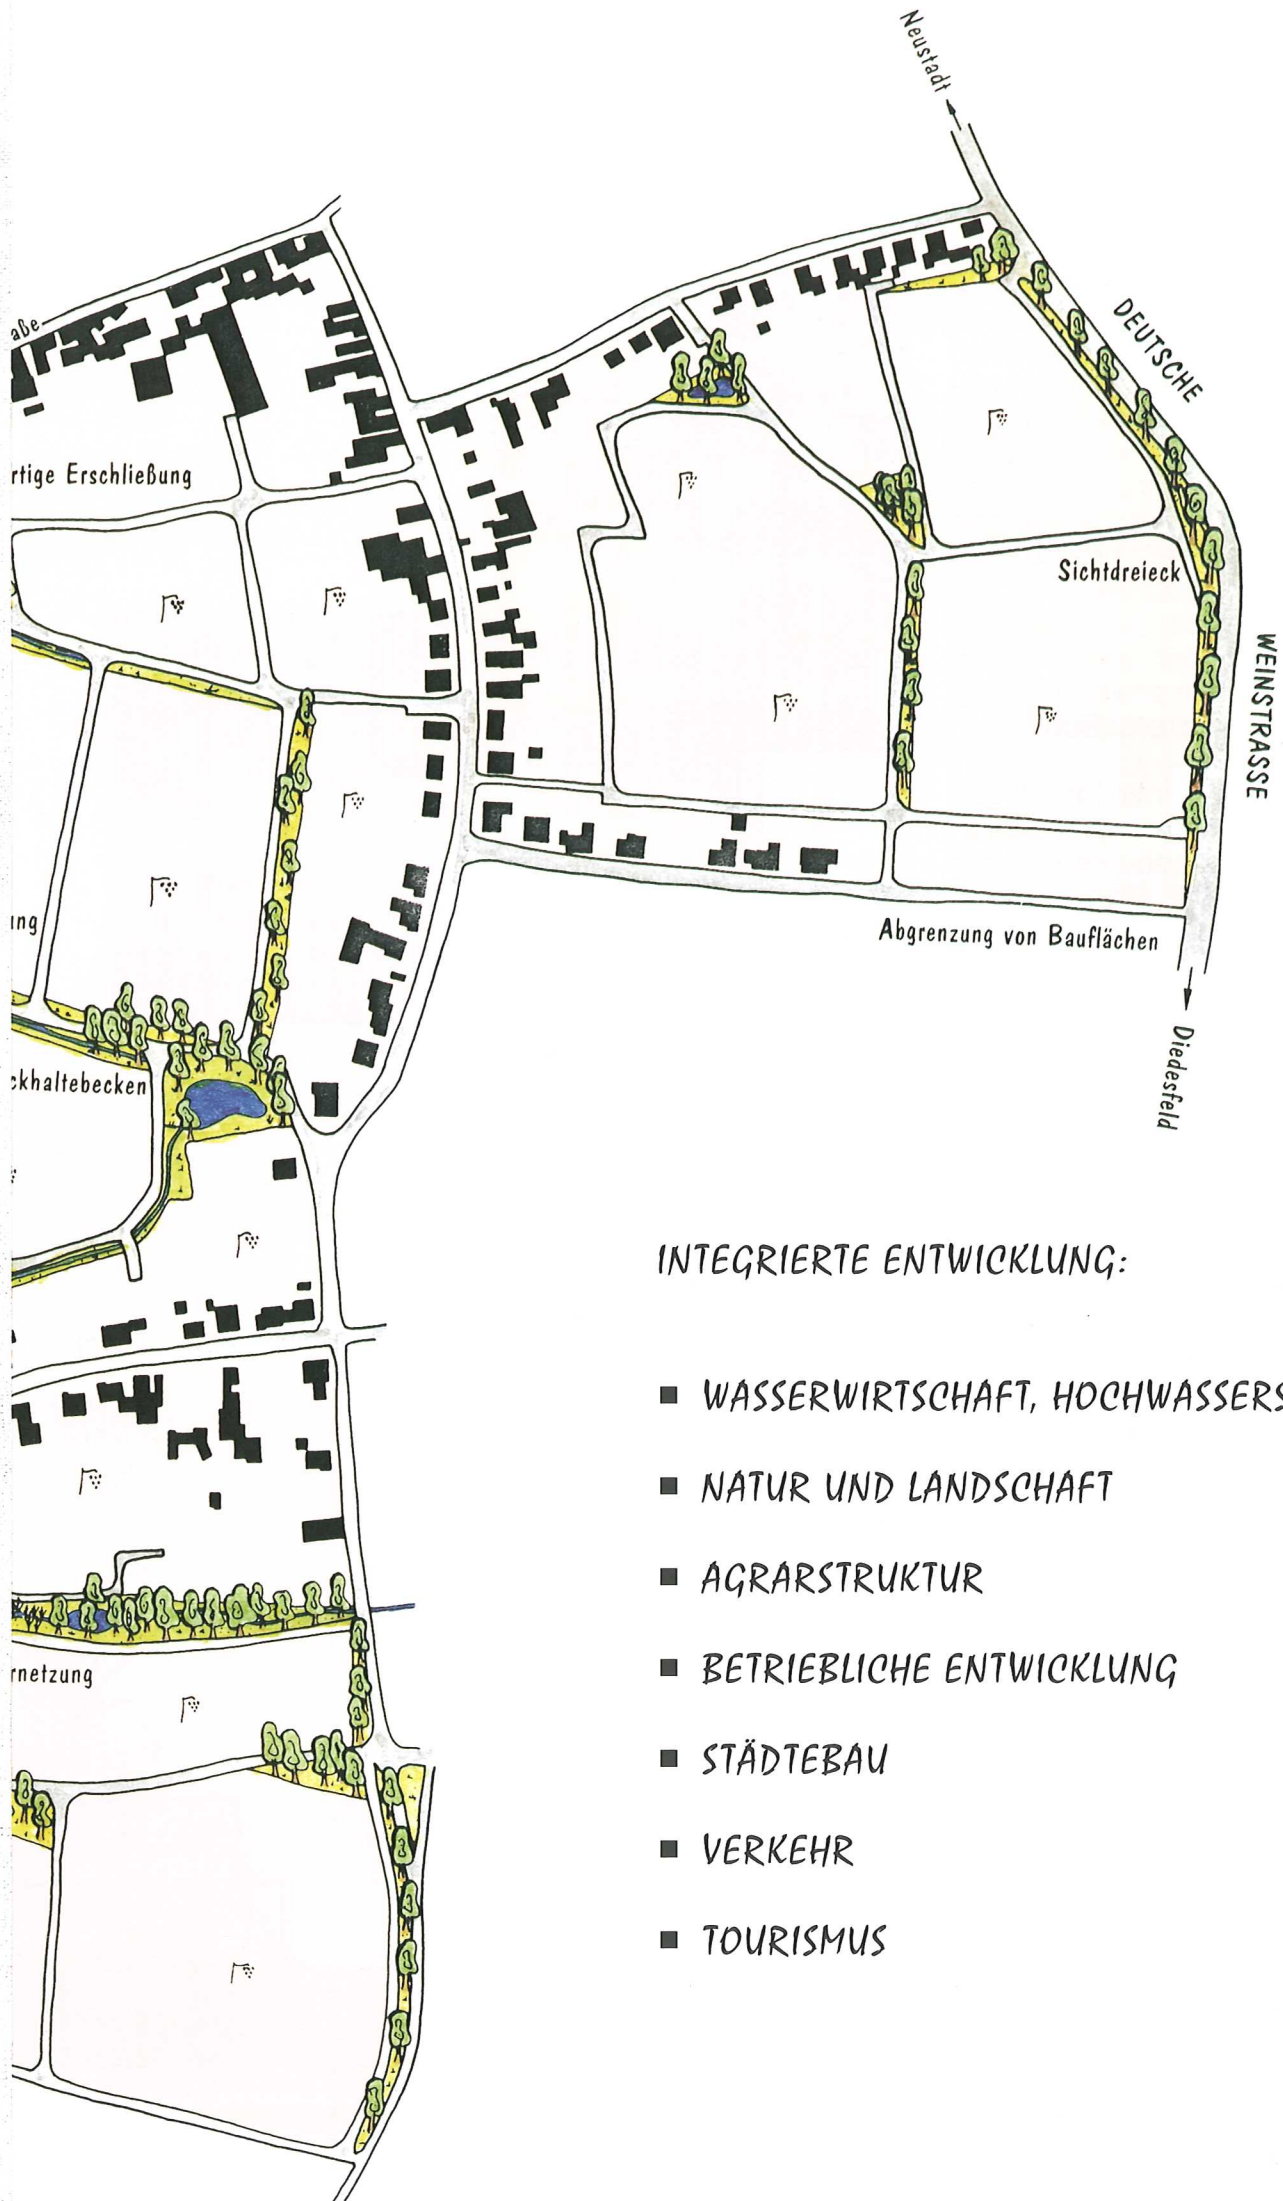 Neustadt
DEUTSCHE
WEINSTRASSE
aße
rtige Erschließung
Sichtdreieck
ung
Abgrenzung von Bauflächen
Diedesfeld
ckhaltebecken
rnetzung
INTEGRIERTE ENTWICKLUNG:
▪ WASSERWIRTSCHAFT, HOCHWASSERS
▪ NATUR UND LANDSCHAFT
▪ AGRARSTRUKTUR
▪ BETRIEBLICHE ENTWICKLUNG
▪ STÄDTEBAU
▪ VERKEHR
▪ TOURISMUS